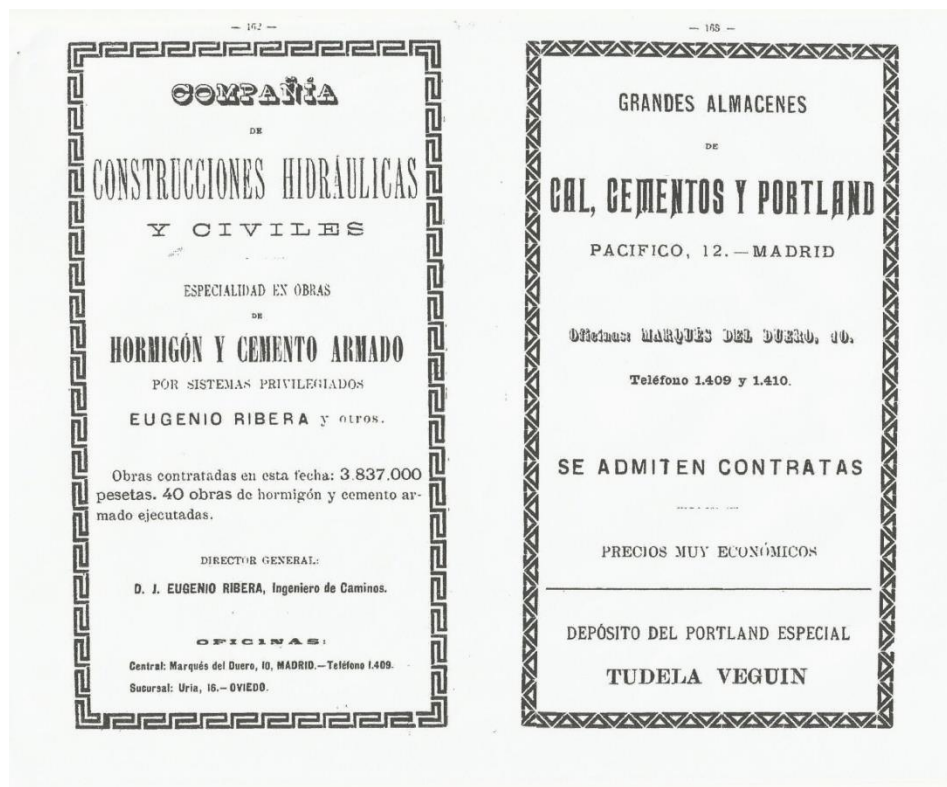 — 162 —
COMPAÑÍA
DE
CONSTRUCCIONES HIDRÁULICAS
Y CIVILES
ESPECIALIDAD EN OBRAS
DE
HORMIGÓN Y CEMENTO ARMADO
POR SISTEMAS PRIVILEGIADOS
EUGENIO RIBERA y otros.
Obras contratadas en esta fecha: 3.837.000
pesetas. 40 obras de hormigón y cemento ar-
mado ejecutadas.
DIRECTOR GENERAL:
D. J. EUGENIO RIBERA, Ingeniero de Caminos.
OFICINAS:
Central: Marqués del Duero, 10, MADRID.—Teléfono 1.409.
Sucursal: Uria, 16.—OVIEDO.
— 163 —
GRANDES ALMACENES
DE
CAL, CEMENTOS Y PORTLAND
PACIFICO, 12.—MADRID
Oficinas: MARQUÉS DEL DUERO, 10.
Teléfono 1.409 y 1.410.
SE ADMITEN CONTRATAS
PRECIOS MUY ECONÓMICOS
DEPÓSITO DEL PORTLAND ESPECIAL
TUDELA VEGUIN